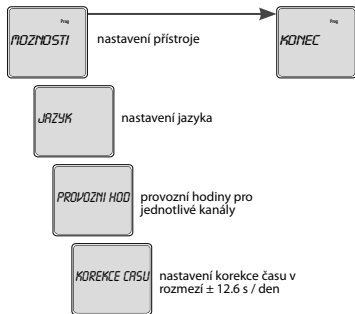 Prog
MOZNOSTI
nastavení přístroje
Prog
KONEC
JAZYK
nastavení jazyka
PROVOZNI HOD
provozní hodiny pro
jednotlivé kanály
KOREKCE CASU
nastavení korekce času v
rozmezí ± 12.6 s / den